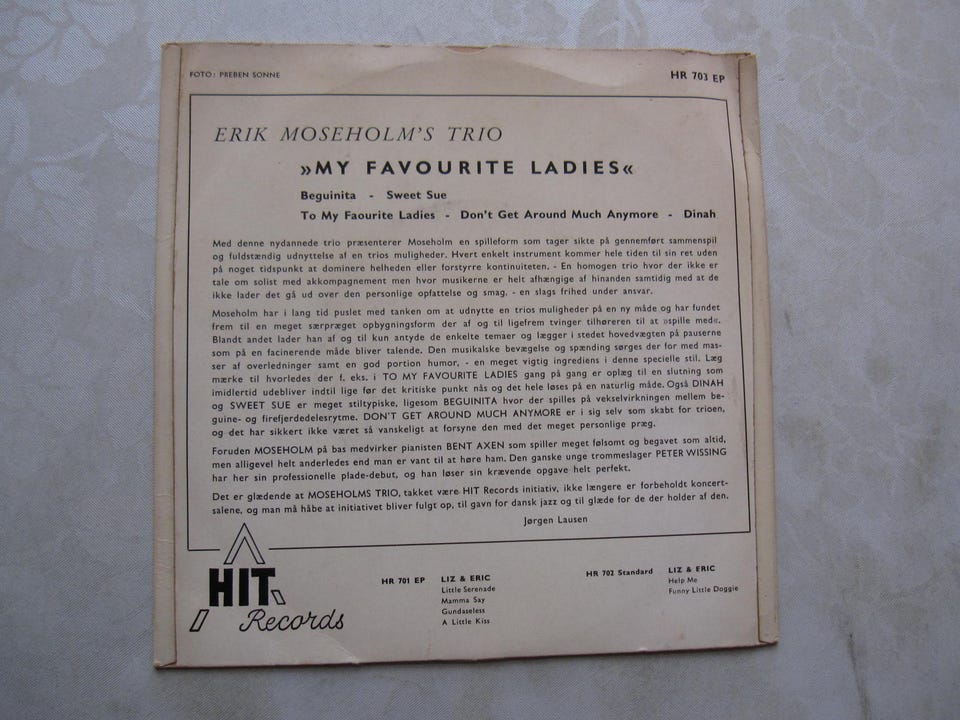 FOTO: PREBEN SONNE
HR 703 EP
ERIK MOSEHOLM'S TRIO
»MY FAVOURITE LADIES«
Beguinita - Sweet Sue
To My Faourite Ladies - Don't Get Around Much Anymore - Dinah
Med denne nydannede trio præsenterer Moseholm en spilleform som tager sikte på gennemført sammenspil
og fuldstændig udnyttelse af en trios muligheder. Hvert enkelt instrument kommer hele tiden til sin ret uden
på noget tidspunkt at dominere helheden eller forstyrre kontinuiteten. - En homogen trio hvor der ikke er
tale om solist med akkompagnement men hvor musikerne er helt afhængige af hinanden samtidig med at de
ikke lader det gå ud over den personlige opfattelse og smag, - en slags frihed under ansvar.
Moseholm har i lang tid puslet med tanken om at udnytte en trios muligheder på en ny måde og har fundet
frem til en meget særpræget opbygningsform der af og til ligefrem tvinger tilhøreren til at »spille med«.
Blandt andet lader han af og til kun antyde de enkelte temaer og lægger i stedet hovedvægten på pauserne
som på en facinerende måde bliver talende. Den musikalske bevægelse og spænding sørges der for med mas-
ser af overledninger samt en god portion humor, - en meget vigtig ingrediens i denne specielle stil. Læg
mærke til hvorledes der f. eks. i TO MY FAVOURITE LADIES gang på gang er oplæg til en slutning som
imidlertid udebliver indtil lige før det kritiske punkt nås og det hele løses på en naturlig måde. Også DINAH
og SWEET SUE er meget stiltypiske, ligesom BEGUINITA hvor der spilles på vekselvirkningen mellem be-
guine- og firefjerdedelesrytme. DON'T GET AROUND MUCH ANYMORE er i sig selv som skabt for trioen,
og det har sikkert ikke været så vanskeligt at forsyne den med det meget personlige præg.
Foruden MOSEHOLM på bas medvirker pianisten BENT AXEN som spiller meget følsomt og begavet som altid,
men alligevel helt anderledes end man er vant til at høre ham. Den ganske unge trommeslager PETER WISSING
har her sin professionelle plade-debut, og han løser sin krævende opgave helt perfekt.
Det er glædende at MOSEHOLMS TRIO, takket være HIT Records initiativ, ikke længere er forbeholdt koncert-
salene, og man må håbe at initiativet bliver fulgt op, til gavn for dansk jazz og til glæde for de der holder af den.
Jørgen Lausen
HIT
Records
HR 701 EP LIZ & ERIC
Little Serenade
Mamma Say
Gundaseless
A Little Kiss
HR 702 Standard LIZ & ERIC
Help Me
Funny Little Doggie